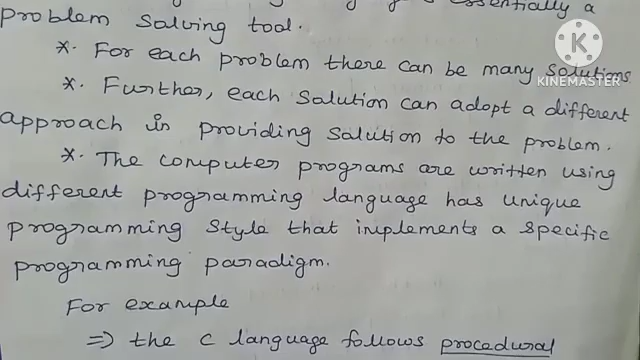 essentially a
problem solving tool.
*. For each problem there can be many solutions
*. Further, each solution can adopt a different
approach in providing solution to the problem.
*. The computer programs are written using
different programming language has unique
programming style that implements a specific
programming paradigm.
For example
⇒ the C language follows procedural
K
KINEMASTER